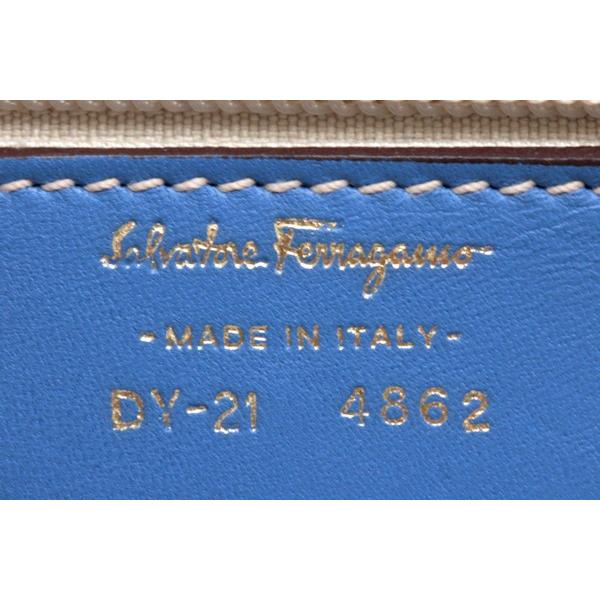 Salvatore Ferragamo
-MADE IN ITALY-
DY-21 4862